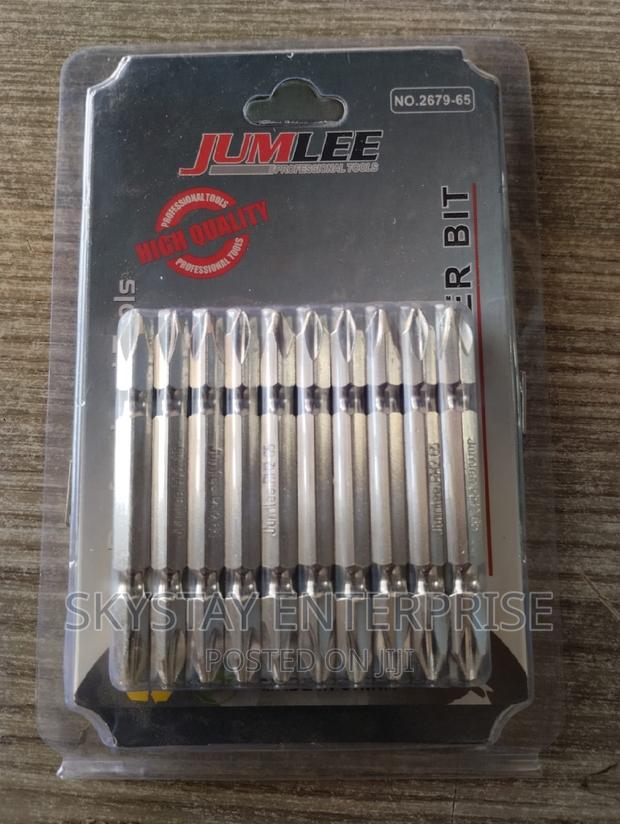 NO.2679-65
JUMLEE
PROFESSIONAL TOOLS
PROFESSIONAL TOOLS
HIGH QUALITY
PROFESSIONAL TOOLS
ER BIT
ols
SKYSTAY ENTERPRISE
POSTED ON JIJI